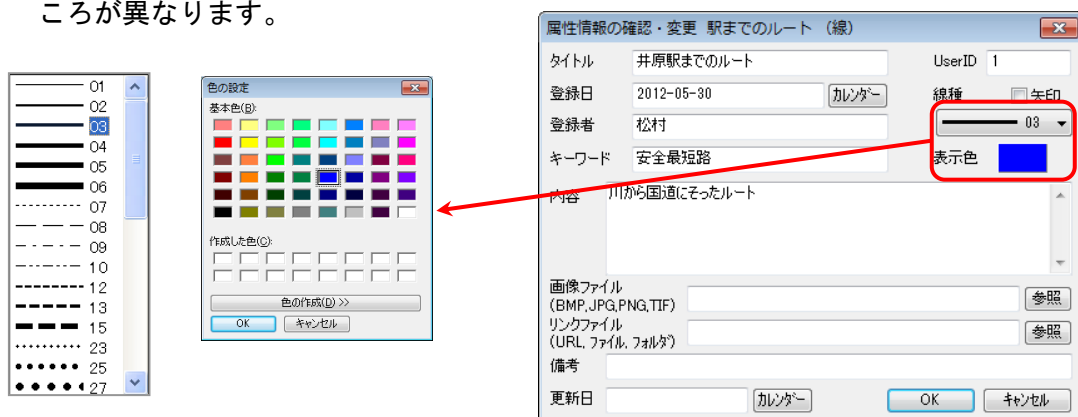 ころが異なります。
01
02
03
04
05
06
07
08
09
10
12
13
15
23
25
27
色の設定
基本色(B):
作成した色(C):
色の作成(D) >>
OK
キャンセル
属性情報の確認・変更 駅までのルート (線)
タイトル 井原駅までのルート UserID 1
登録日 2012-05-30 カレンダー 線種 矢印
登録者 松村 03
キーワード 安全最短路 表示色
内容 川から国道にそったルート
画像ファイル
(BMP,JPG,PNG,TIF) 参照
リンクファイル
(URL, ファイル, フォルダ) 参照
備考
更新日 カレンダー OK キャンセル